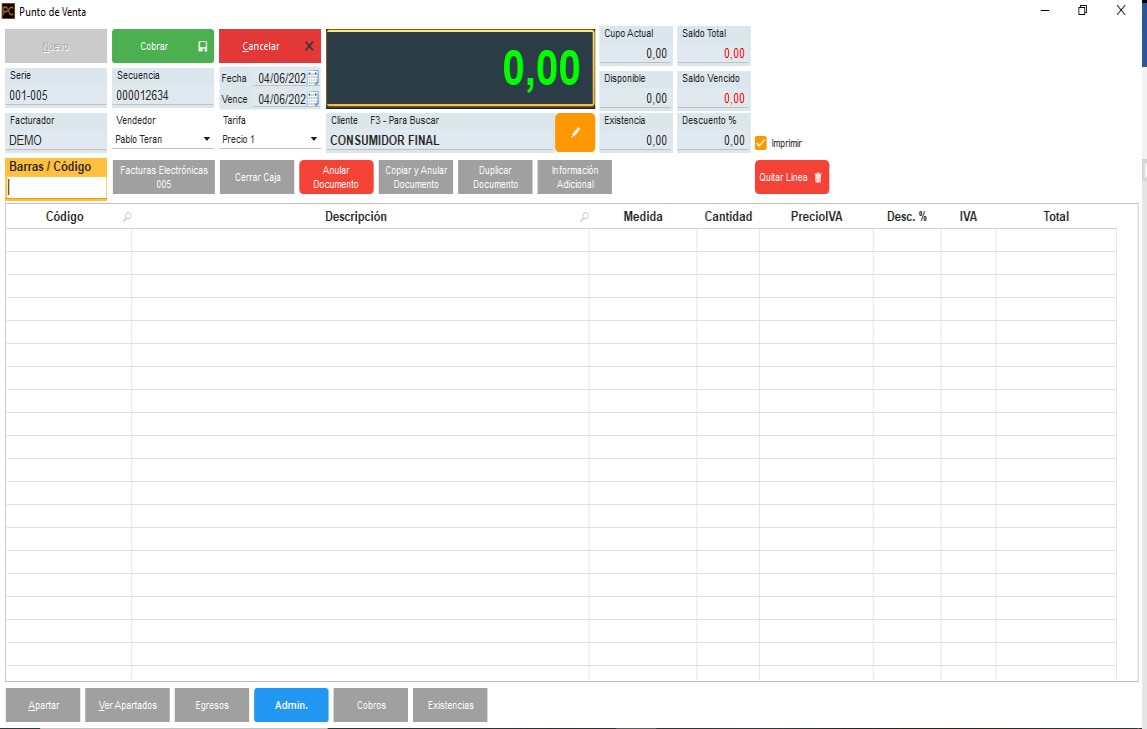 PC Punto de Venta
Nuevo
Cobrar
Cancelar
0,00
Cupo Actual
0,00
Saldo Total
0,00
Serie
001-005
Secuencia
000012634
Fecha 04/06/202
Vence 04/06/202
Disponible
0,00
Saldo Vencido
0,00
Facturador
DEMO
Vendedor
Pablo Teran
Tarifa
Precio 1
Cliente F3 - Para Buscar
CONSUMIDOR FINAL
Existencia
0,00
Descuento %
0,00
Imprimir
Barras / Código
Facturas Electrónicas
005
Cerrar Caja
Anular
Documento
Copiar y Anular
Documento
Duplicar
Documento
Información
Adicional
Quitar Linea
Código Descripción Medida Cantidad PrecioIVA Desc. % IVA Total
Apartar Ver Apartados Egresos Admin. Cobros Existencias